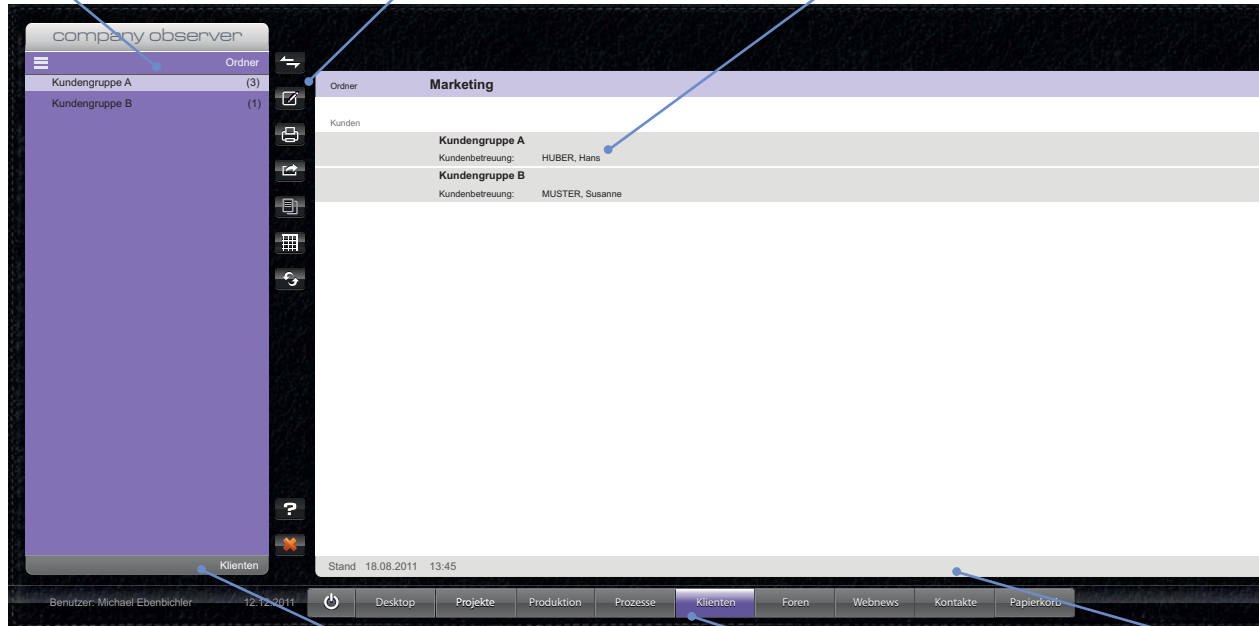 company observer
Ordner
Kundengruppe A (3)
Kundengruppe B (1)
Ordner Marketing
Kunden
Kundengruppe A
Kundenbetreuung: HUBER, Hans
Kundengruppe B
Kundenbetreuung: MUSTER, Susanne
?
Klienten
Stand 18.08.2011 13:45
Benutzer: Michael Ebenbichler 12.12.2011 Desktop Projekte Produktion Prozesse Klienten Foren Webnews Kontakte Papierkorb